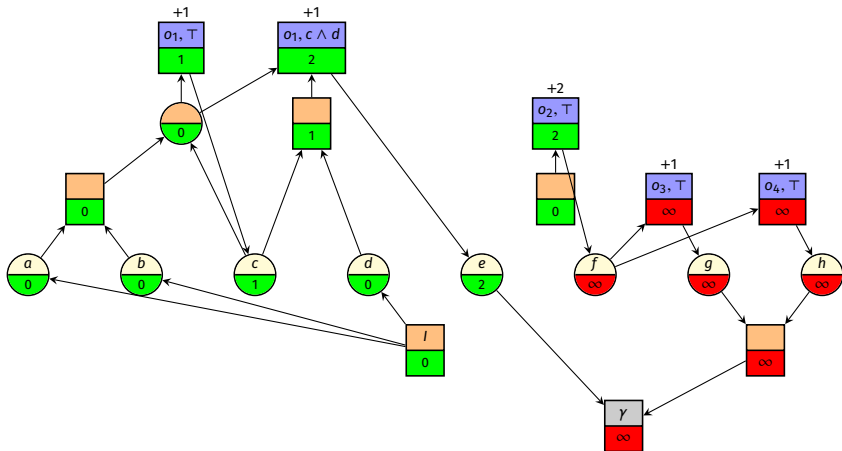 +1 +1
o₁, ⊤ o₁, c ∧ d
1 2
+2
o₂, ⊤
0 1 2
+1 +1
o₃, ⊤ o₄, ⊤
0 0 ∞ ∞
a b c d e f g h
0 0 1 0 2 ∞ ∞ ∞
I
0 ∞
γ
∞